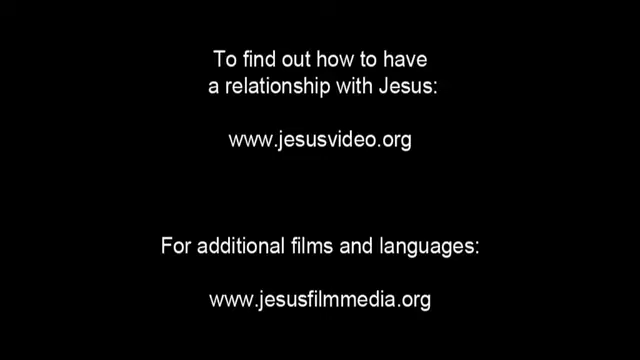 To find out how to have
a relationship with Jesus:
www.jesusvideo.org
For additional films and languages:
www.jesusfilmmedia.org